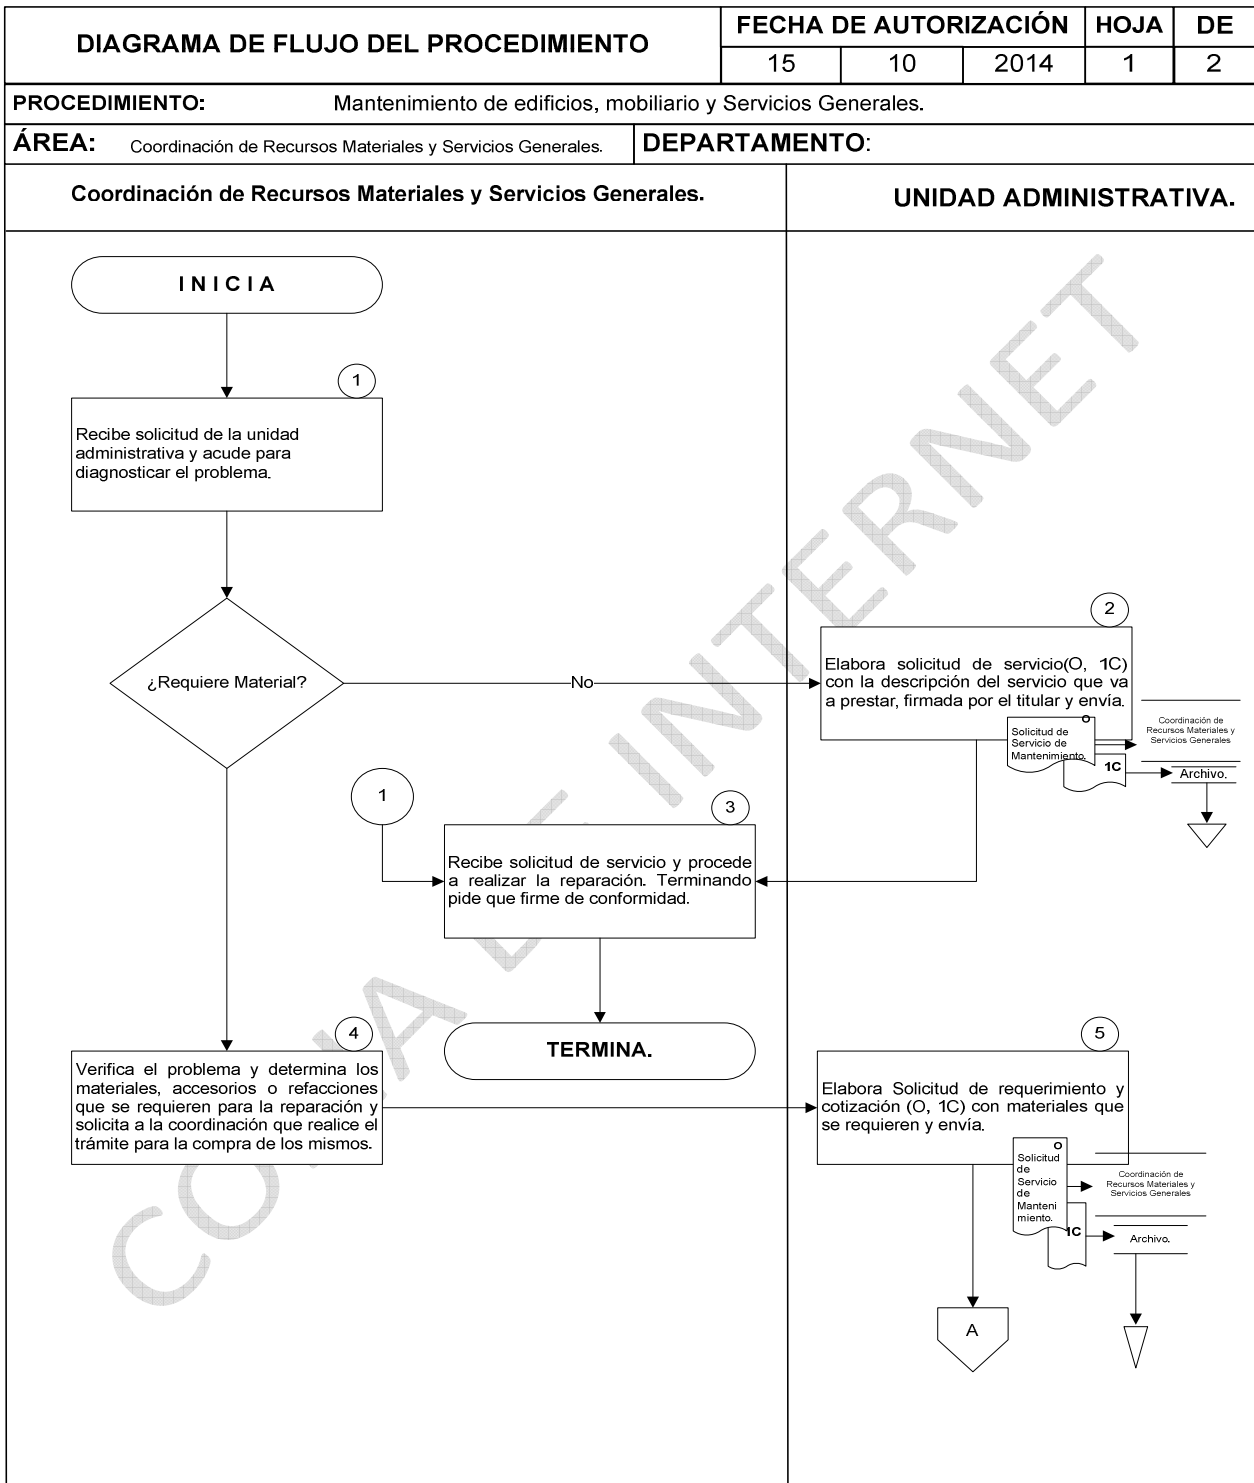 DIAGRAMA DE FLUJO DEL PROCEDIMIENTO
FECHA DE AUTORIZACIÓN
HOJA
DE
15
10
2014
1
2
PROCEDIMIENTO:
Mantenimiento de edificios, mobiliario y Servicios Generales.
ÁREA:
Coordinación de Recursos Materiales y Servicios Generales.
DEPARTAMENTO:
Coordinación de Recursos Materiales y Servicios Generales.
UNIDAD ADMINISTRATIVA.
I N I C I A
1
Recibe solicitud de la unidad
administrativa y acude para
diagnosticar el problema.
¿Requiere Material?
No
2
Elabora solicitud de servicio(O, 1C)
con la descripción del servicio que va
a prestar, firmada por el titular y envía.
O
Solicitud de
Servicio de
Mantenimiento.
1C
Coordinación de
Recursos Materiales y
Servicios Generales
Archivo.
1
3
Recibe solicitud de servicio y procede
a realizar la reparación. Terminando
pide que firme de conformidad.
TERMINA.
4
Verifica el problema y determina los
materiales, accesorios o refacciones
que se requieren para la reparación y
solicita a la coordinación que realice el
trámite para la compra de los mismos.
5
Elabora Solicitud de requerimiento y
cotización (O, 1C) con materiales que
se requieren y envía.
O
Solicitud
de
Servicio
de
Manteni
miento.
1C
Coordinación de
Recursos Materiales y
Servicios Generales
Archivo.
A
COPIA DE INTERNET